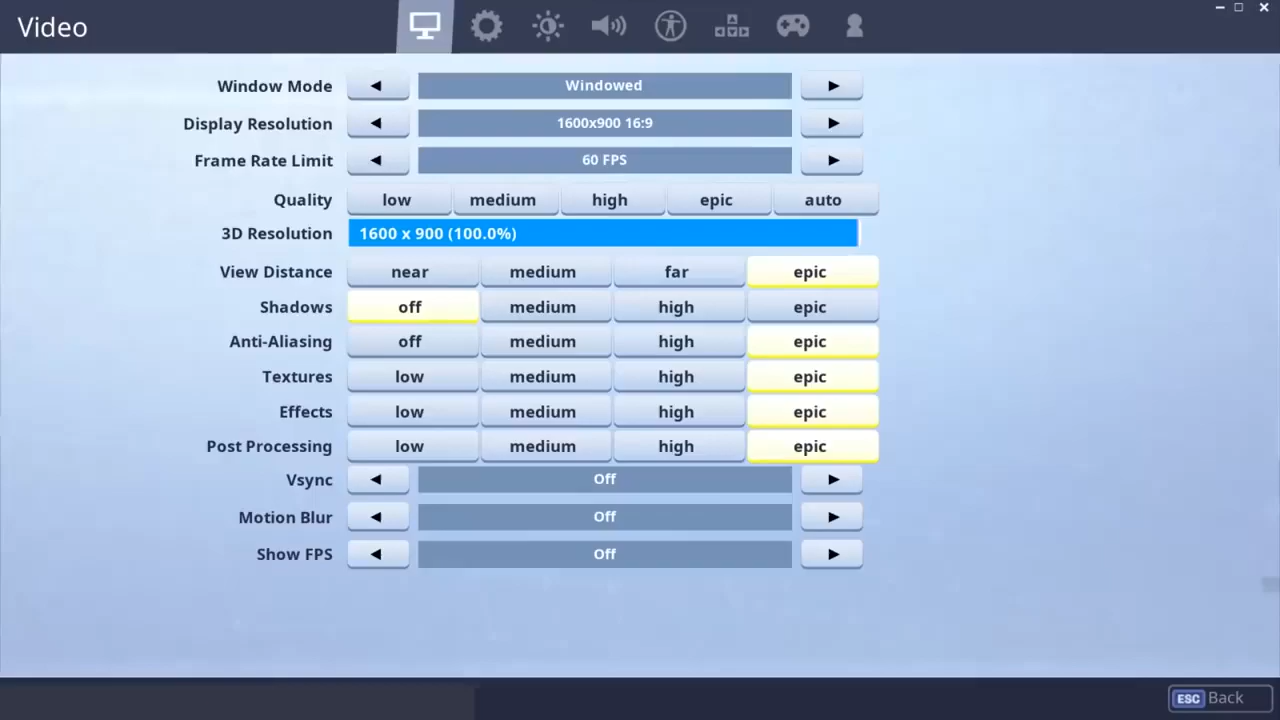 Video
Window Mode Windowed
Display Resolution 1600x900 16:9
Frame Rate Limit 60 FPS
Quality low medium high epic auto
3D Resolution 1600 x 900 (100.0%)
View Distance near medium far epic
Shadows off medium high epic
Anti-Aliasing off medium high epic
Textures low medium high epic
Effects low medium high epic
Post Processing low medium high epic
Vsync Off
Motion Blur Off
Show FPS Off
ESC Back